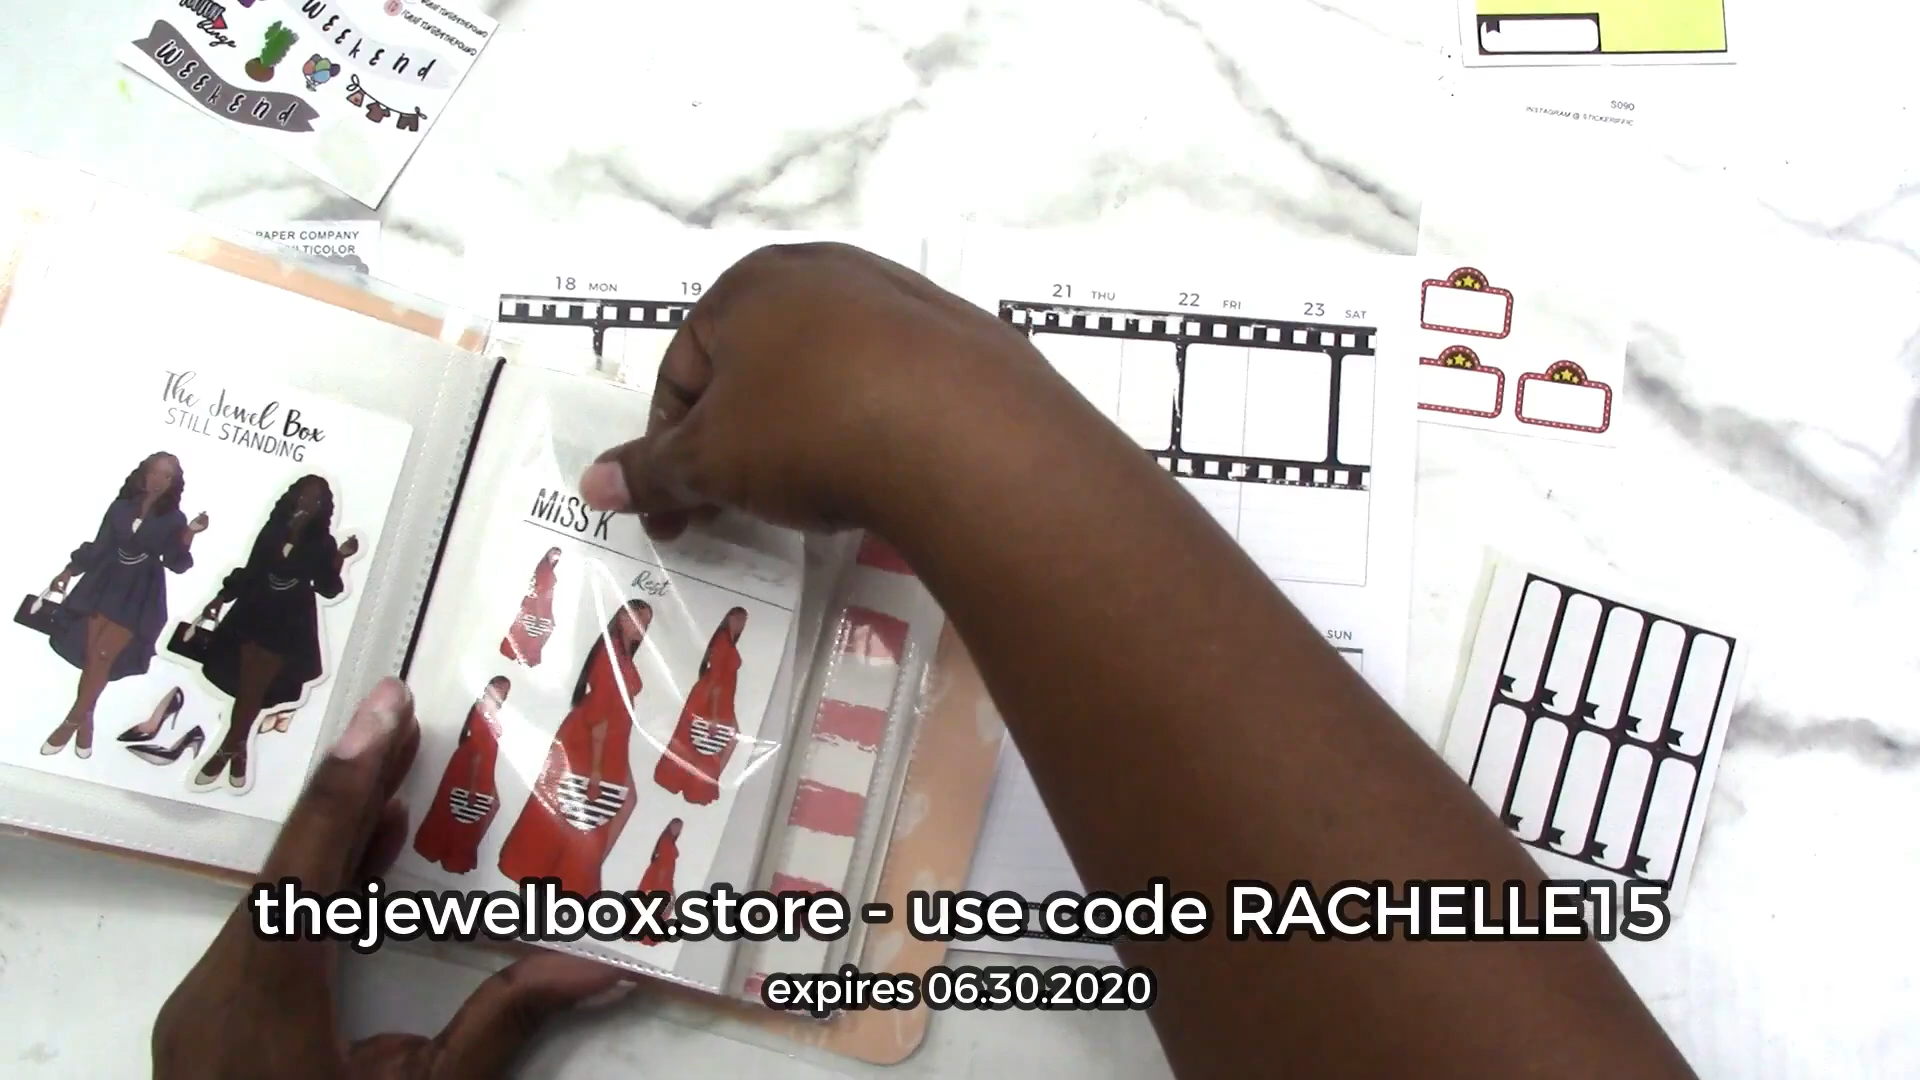 WEEKEND
WEEKEND
S090
INSTAGRAM @ STICKERIFFIC
PAPER COMPANY
18 MON
19
21 THU
22 FRI
23 SAT
The Jewel Box
STILL STANDING
MISS K
Rest
SUN
thejewelbox.store - use code RACHELLE15
expires 06.30.2020